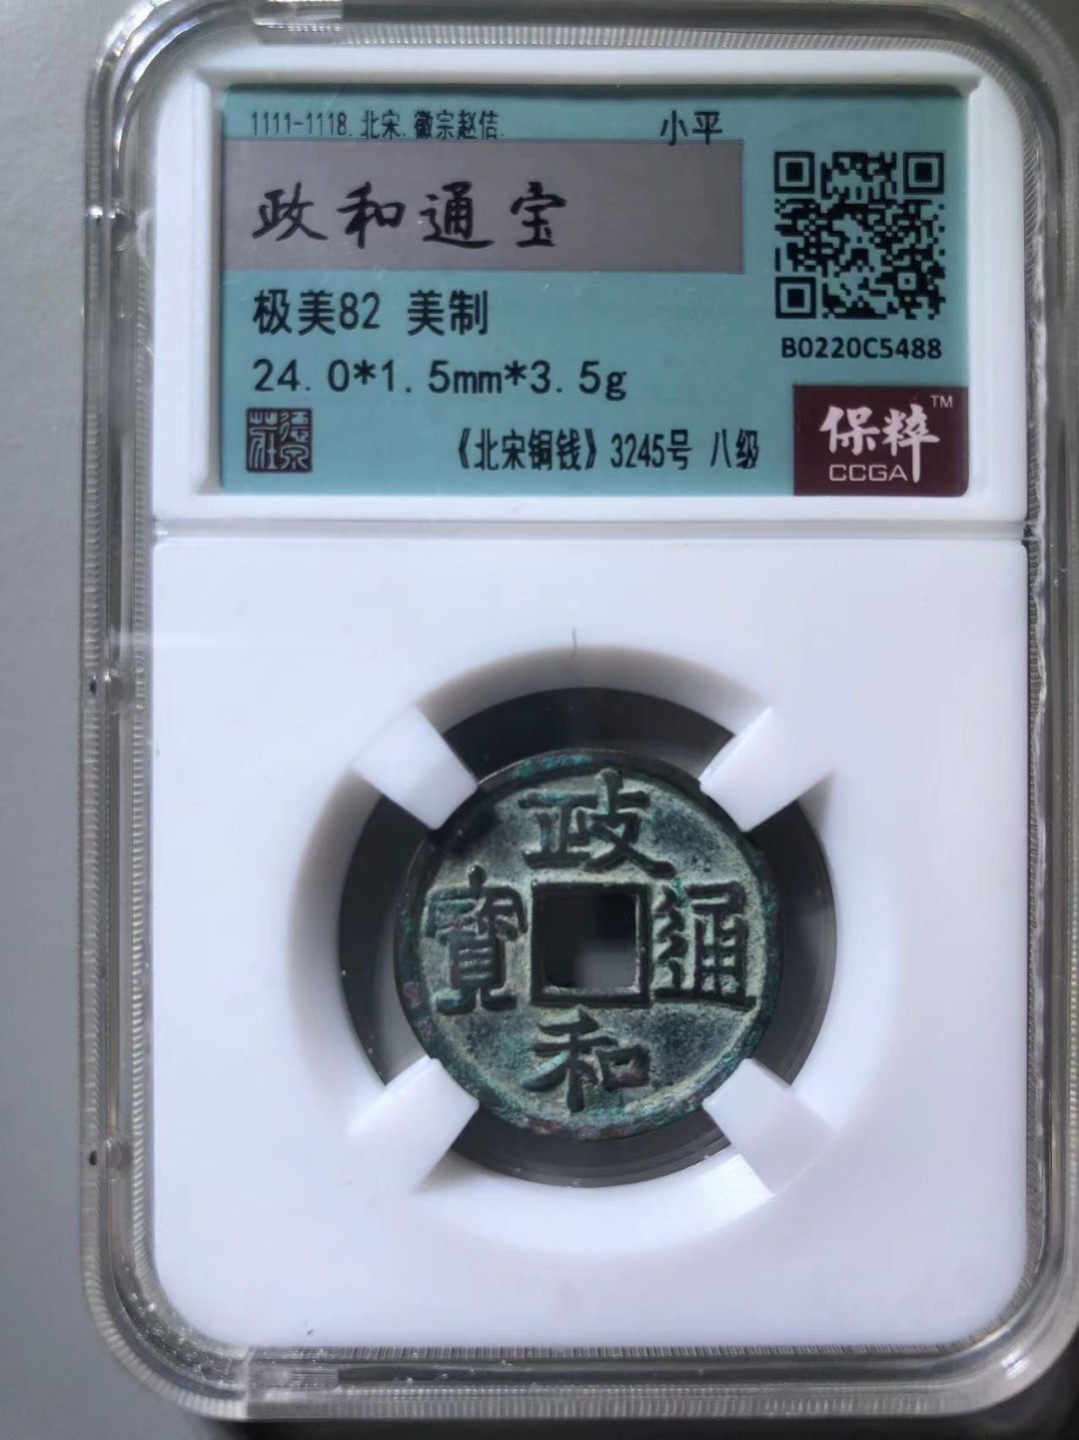 1111-1118.北宋.徽宗赵佶.
小平
政和通宝
极美82 美制
24.0*1.5mm*3.5g
B0220C5488
《北宋铜钱》3245号 八级
保粹™
CCGA
政
寶 通
和